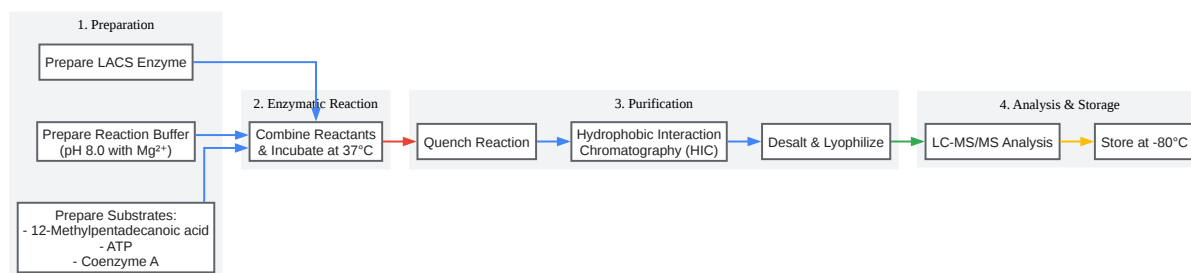 1. Preparation
Prepare LACS Enzyme
Prepare Reaction Buffer
(pH 8.0 with Mg²⁺)
Prepare Substrates:
- 12-Methylpentadecanoic acid
- ATP
- Coenzyme A
2. Enzymatic Reaction
Combine Reactants
& Incubate at 37°C
3. Purification
Quench Reaction
Hydrophobic Interaction
Chromatography (HIC)
Desalt & Lyophilize
4. Analysis & Storage
LC-MS/MS Analysis
Store at -80°C